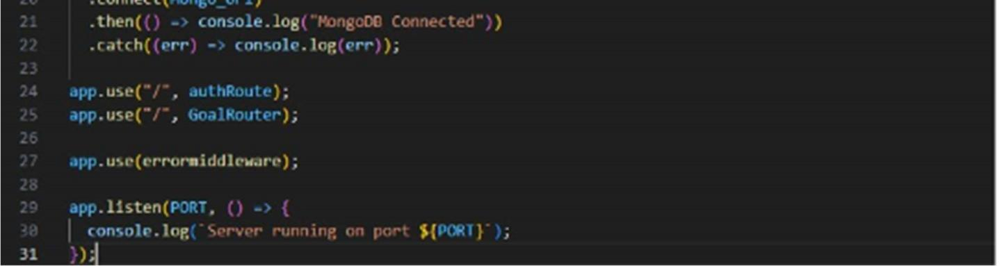 20 .connect(Mongo_URI)
21 .then(() => console.log("MongoDB Connected"))
22 .catch((err) => console.log(err));
23
24 app.use("/", authRoute);
25 app.use("/", GoalRouter);
26
27 app.use(errormiddleware);
28
29 app.listen(PORT, () => {
30 console.log(`Server running on port ${PORT}`);
31 });